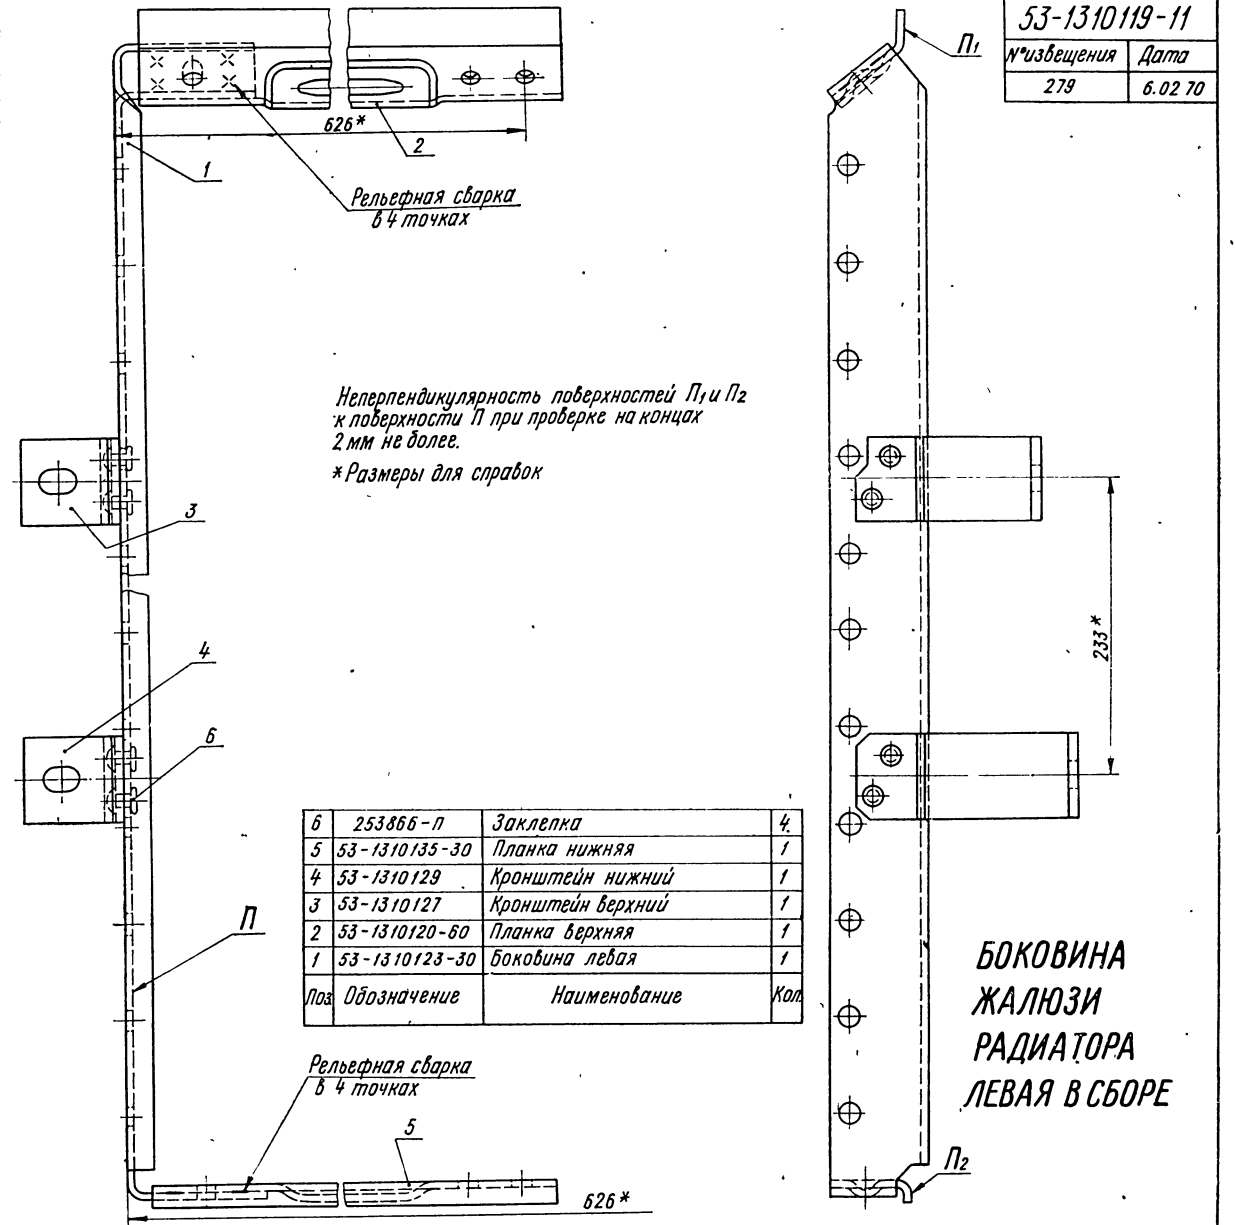 53-1310119-11
№ извещения Дата
279 6.02 70
П₁
626*
2
1
Рельефная сварка
в 4 точках
Неперпендикулярность поверхностей П₁ и П₂
к поверхности П при проверке на концах
2 мм не более.
*Размеры для справок
3
233*
4
6
6 253866-П Заклепка 4.
5 53-1310135-30 Планка нижняя 1
4 53-1310129 Кронштейн нижний 1
3 53-1310127 Кронштейн верхний 1
2 53-1310120-60 Планка верхняя 1
1 53-1310123-30 Боковина левая 1
Поз. Обозначение Наименование Кол.
П
БОКОВИНА
ЖАЛЮЗИ
РАДИАТОРА
ЛЕВАЯ В СБОРЕ
Рельефная сварка
в 4 точках
5
П₂
626*